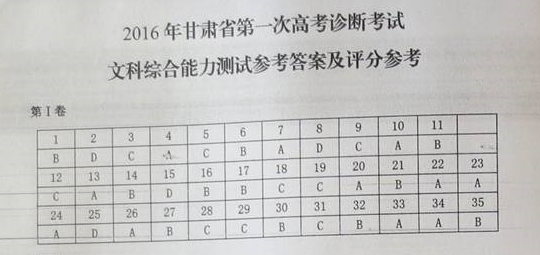 2016年甘肃省第一次高考诊断考试
文科综合能力测试参考答案及评分参考
第Ⅰ卷
1 2 3 4 5 6 7 8 9 10 11
B D C A C B A D C A B
12 13 14 15 16 17 18 19 20 21 22 23
C A B D B B C C A B A A
24 25 26 27 28 29 30 31 32 33 34 35
A D A B C C B C B A A B